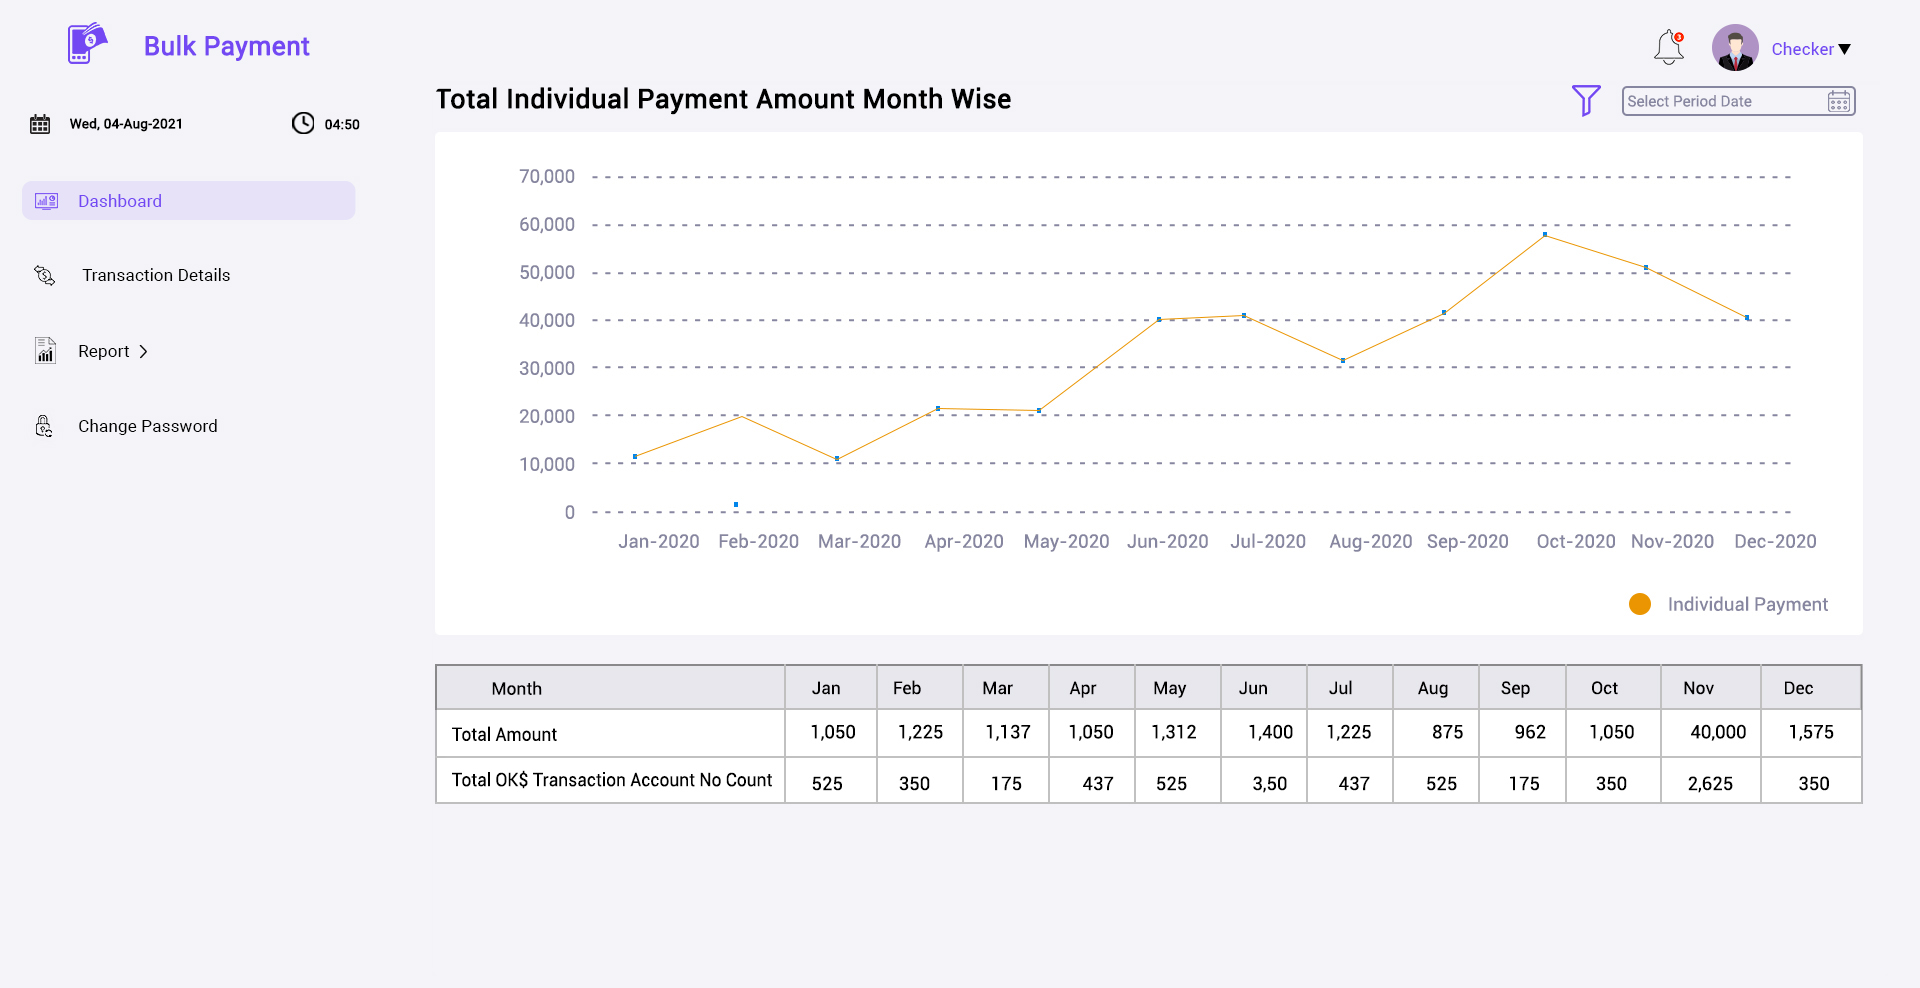 Bulk Payment
3
Checker
Total Individual Payment Amount Month Wise
Select Period Date
Wed, 04-Aug-2021
04:50
Dashboard
Transaction Details
Report
Change Password
70,000
60,000
50,000
40,000
30,000
20,000
10,000
0
Jan-2020 Feb-2020 Mar-2020 Apr-2020 May-2020 Jun-2020 Jul-2020 Aug-2020 Sep-2020 Oct-2020 Nov-2020 Dec-2020
Individual Payment
Month Jan Feb Mar Apr May Jun Jul Aug Sep Oct Nov Dec
Total Amount 1,050 1,225 1,137 1,050 1,312 1,400 1,225 875 962 1,050 40,000 1,575
Total OK$ Transaction Account No Count 525 350 175 437 525 3,50 437 525 175 350 2,625 350